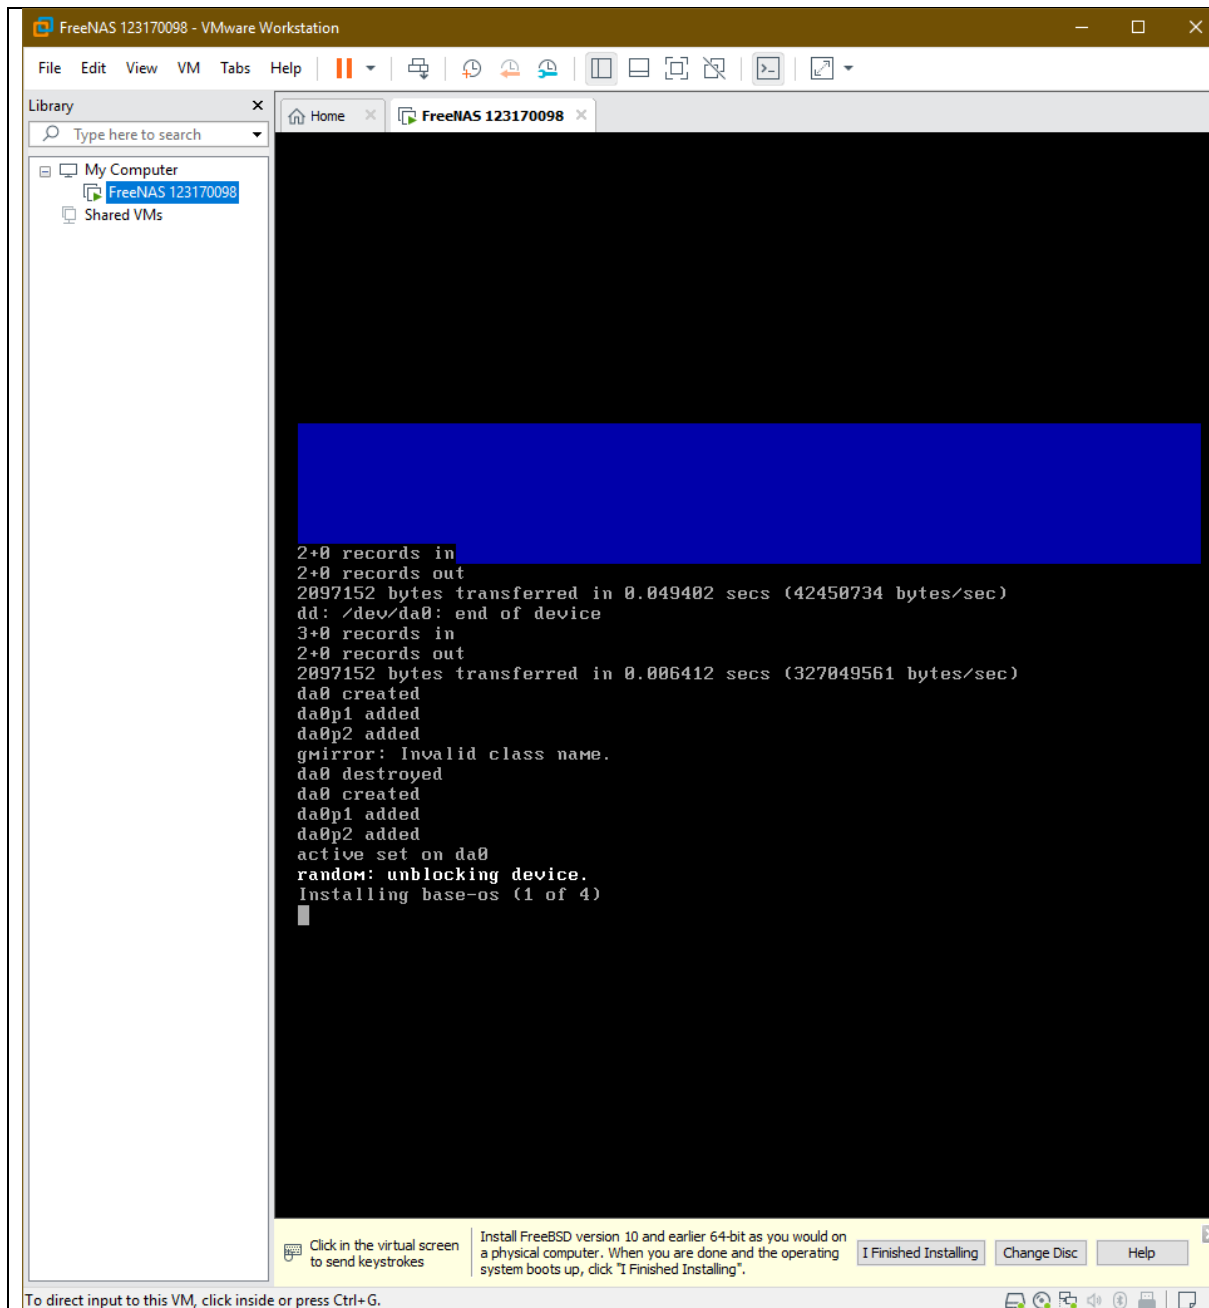 FreeNAS 123170098 - VMware Workstation
File Edit View VM Tabs Help
Library
Type here to search
My Computer
FreeNAS 123170098
Shared VMs
Home
FreeNAS 123170098
2+0 records in
2+0 records out
2097152 bytes transferred in 0.049402 secs (42450734 bytes/sec)
dd: /dev/da0: end of device
3+0 records in
2+0 records out
2097152 bytes transferred in 0.006412 secs (327049561 bytes/sec)
da0 created
da0p1 added
da0p2 added
gmirror: Invalid class name.
da0 destroyed
da0 created
da0p1 added
da0p2 added
active set on da0
random: unblocking device.
Installing base-os (1 of 4)
Click in the virtual screen
to send keystrokes
Install FreeBSD version 10 and earlier 64-bit as you would on
a physical computer. When you are done and the operating
system boots up, click "I Finished Installing".
I Finished Installing
Change Disc
Help
To direct input to this VM, click inside or press Ctrl+G.